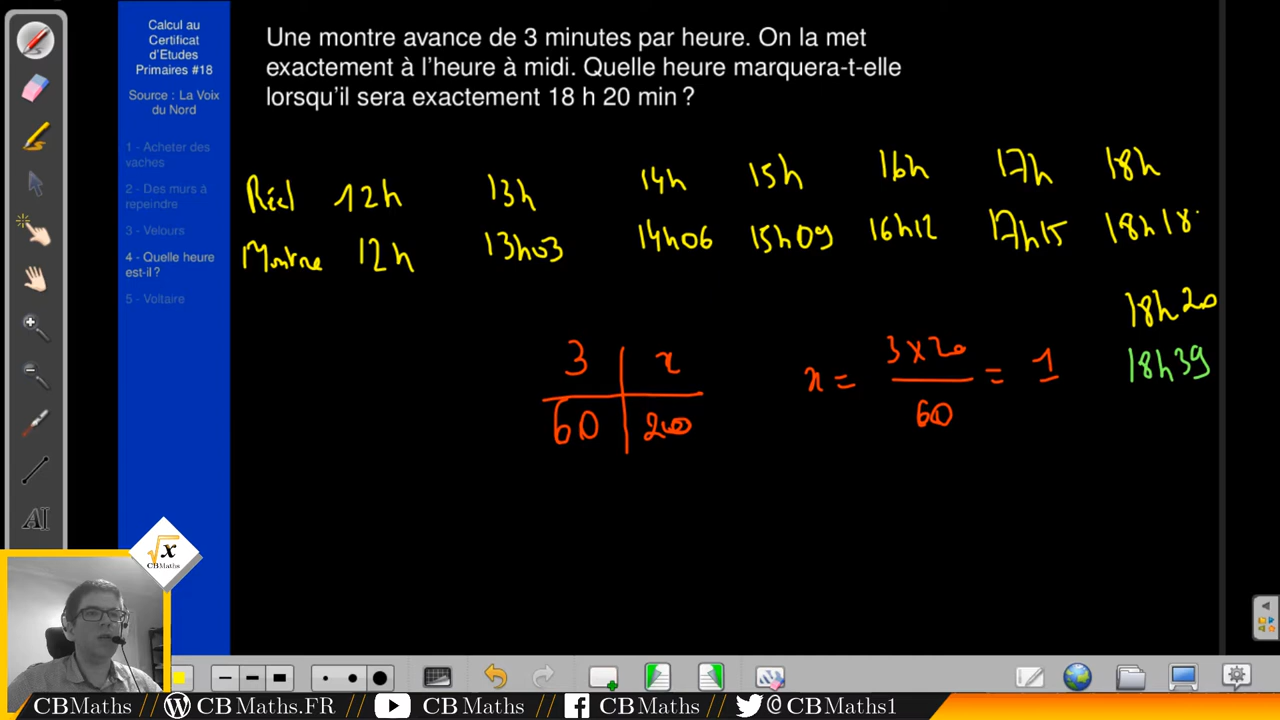 Calcul au
Certificat
d'Etudes
Primaires #18
Source : La Voix
du Nord
1 - Acheter des
vaches
2 - Des murs à
repeindre
3 - Velours
4 - Quelle heure
est-il ?
5 - Voltaire
Une montre avance de 3 minutes par heure. On la met
exactement à l'heure à midi. Quelle heure marquera-t-elle
lorsqu'il sera exactement 18 h 20 min ?
Réel 12h 13h 14h 15h 16h 17h 18h
Montre 12h 13h03 14h06 15h09 16h12 17h15 18h18
18h20
18h39
3 x
60 20
x = 3 x 20 / 60 = 1
AI
√x
CBMaths
CBMaths // CBMaths.FR // CBMaths // CBMaths // @CBMaths1